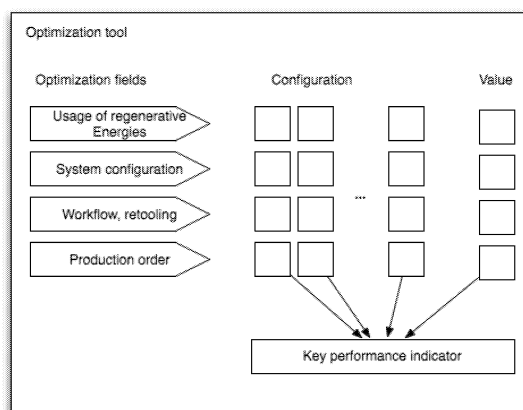 Optimization tool
Optimization fields
Configuration
Value
Usage of regenerative
Energies
System configuration
...
Workflow, retooling
Production order
Key performance indicator